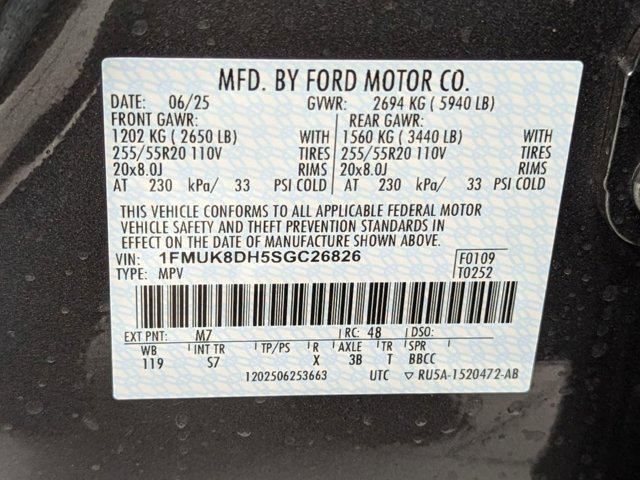 MFD. BY FORD MOTOR CO.
DATE: 06/25 GVWR: 2694 KG ( 5940 LB)
FRONT GAWR: REAR GAWR:
1202 KG ( 2650 LB) WITH 1560 KG ( 3440 LB) WITH
255/55R20 110V TIRES 255/55R20 110V TIRES
20x8.0J RIMS 20x8.0J RIMS
AT 230 kPa/ 33 PSI COLD AT 230 kPa/ 33 PSI COLD
THIS VEHICLE CONFORMS TO ALL APPLICABLE FEDERAL MOTOR
VEHICLE SAFETY AND THEFT PREVENTION STANDARDS IN
EFFECT ON THE DATE OF MANUFACTURE SHOWN ABOVE.
VIN: 1FMUK8DH5SGC26826 F0109
TYPE: MPV T0252
EXT PNT: M7 RC: 48 DSO:
WB INT TR TP/PS R AXLE TR SPR
119 S7 X 3B T BBCC
1202506253663 UTC ▽ RU5A-1520472-AB